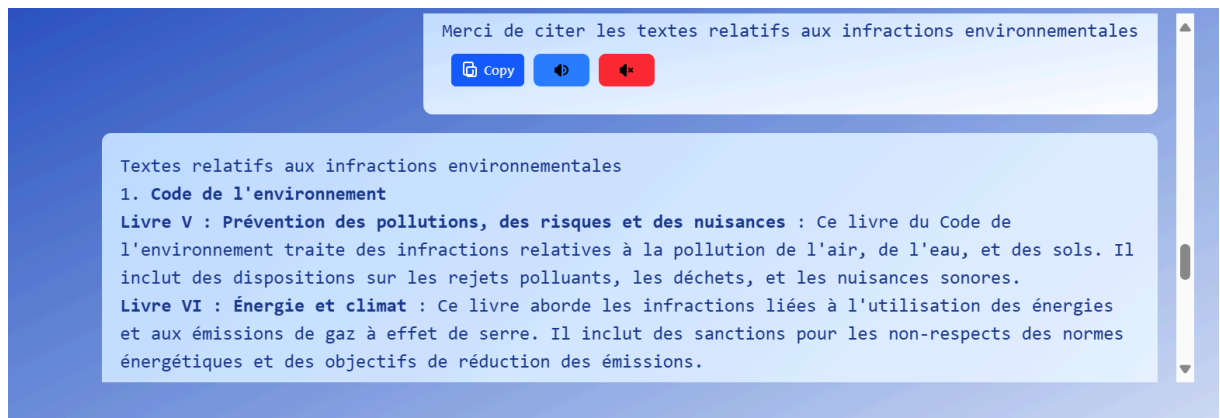 Merci de citer les textes relatifs aux infractions environnementales
Copy
Textes relatifs aux infractions environnementales
1. Code de l'environnement
Livre V : Prévention des pollutions, des risques et des nuisances : Ce livre du Code de
l'environnement traite des infractions relatives à la pollution de l'air, de l'eau, et des sols. Il
inclut des dispositions sur les rejets polluants, les déchets, et les nuisances sonores.
Livre VI : Énergie et climat : Ce livre aborde les infractions liées à l'utilisation des énergies
et aux émissions de gaz à effet de serre. Il inclut des sanctions pour les non-respects des normes
énergétiques et des objectifs de réduction des émissions.